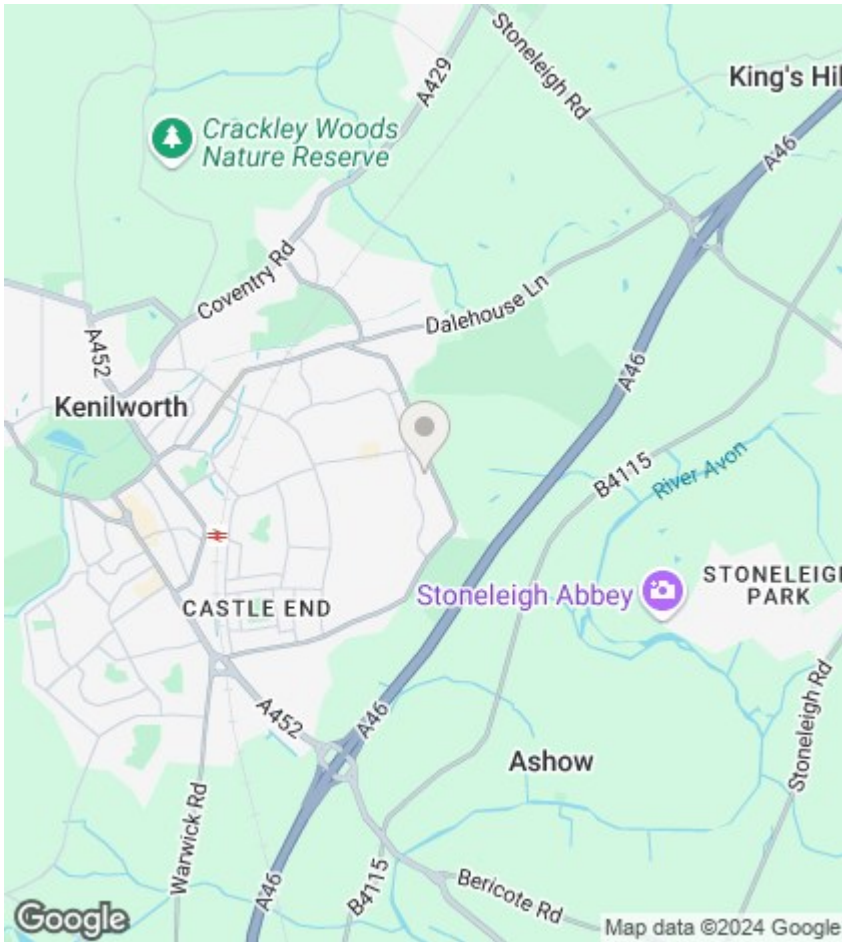 Stoneleigh Rd
King's Hil
A429
A46
Crackley Woods
Nature Reserve
Coventry Rd
Dalehouse Ln
A452
A46
Kenilworth
B4115
River Avon
STONELEIGH
PARK
Stoneleigh Abbey
CASTLE END
Stoneleigh Rd
A452
A46
Ashow
Warwick Rd
B4115
Bericote Rd
Google
Map data ©2024 Google